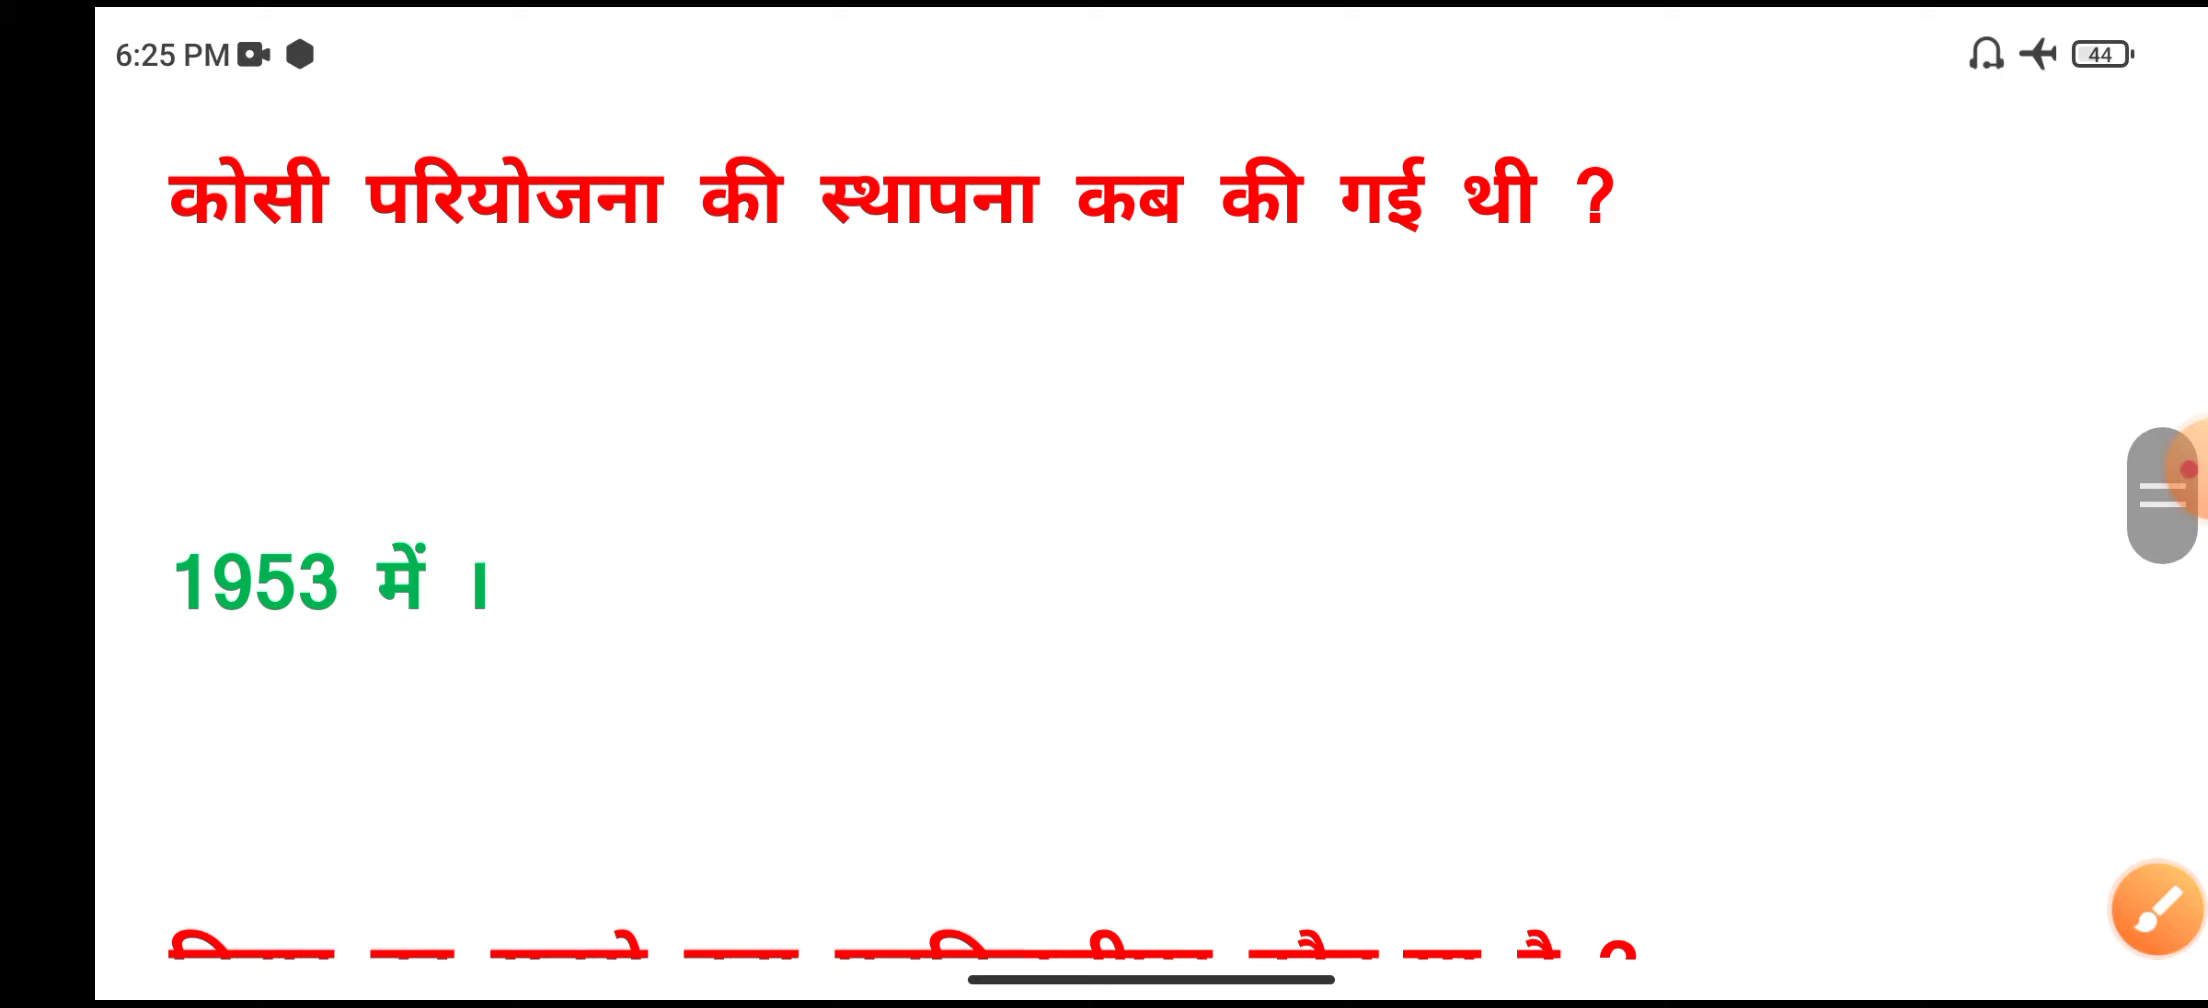 6:25 PM
44
कोसी परियोजना की स्थापना कब की गई थी ?
1953 में ।